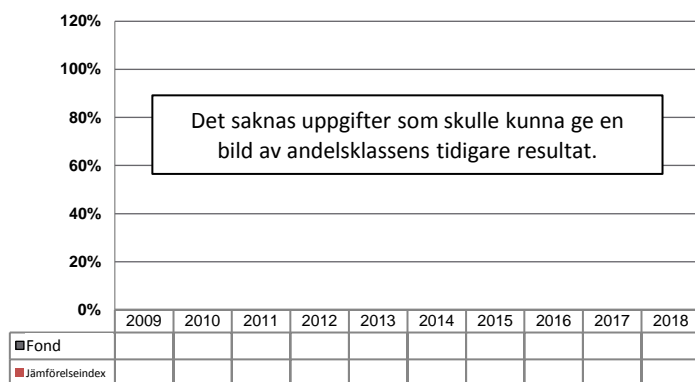 120%
100%
80%
60%
40%
20%
0%
Det saknas uppgifter som skulle kunna ge en
bild av andelsklassens tidigare resultat.
2009 2010 2011 2012 2013 2014 2015 2016 2017 2018
Fond
Jämförelseindex